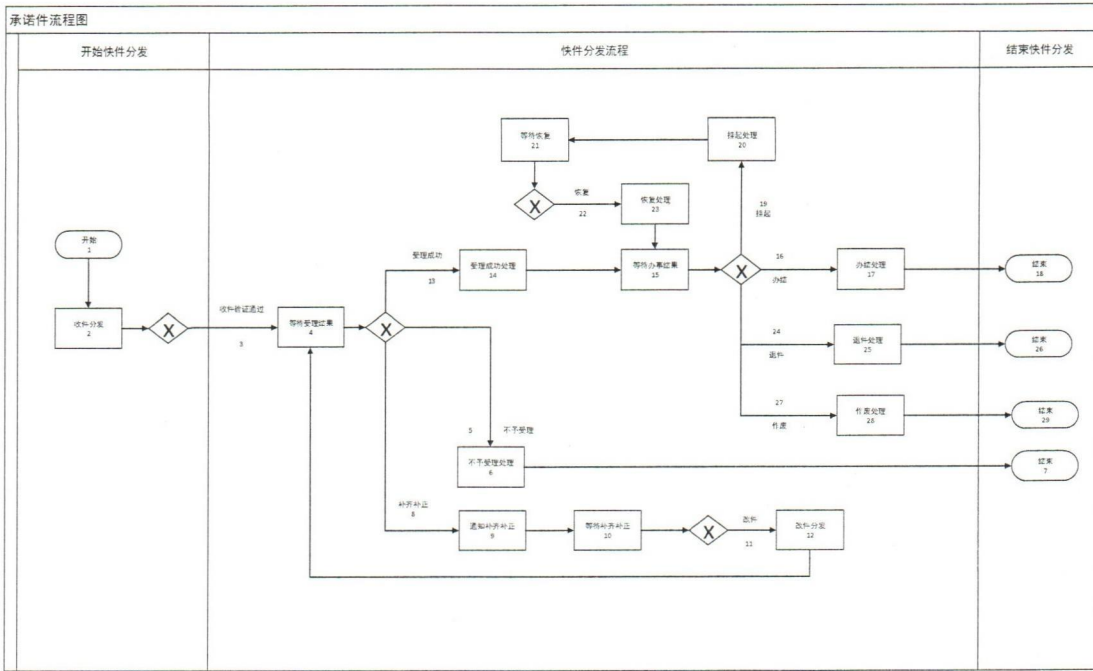 承诺件流程图
开始快件分发
快件分发流程
结束快件分发
等待恢复
21
挂起处理
20
恢复
22
恢复处理
23
19
挂起
开始
1
受理成功
13
受理成功处理
14
等待办事结果
15
16
办结
办结处理
17
结束
18
收件分发
2
收件验证通过
3
等待受理结果
4
24
退件
退件处理
25
结束
26
27
作废
作废处理
28
结束
29
5
不予受理
不予受理处理
6
结束
7
补齐补正
8
通知补齐补正
9
等待补齐补正
10
改件
11
改件分发
12
X
X
X
X
X